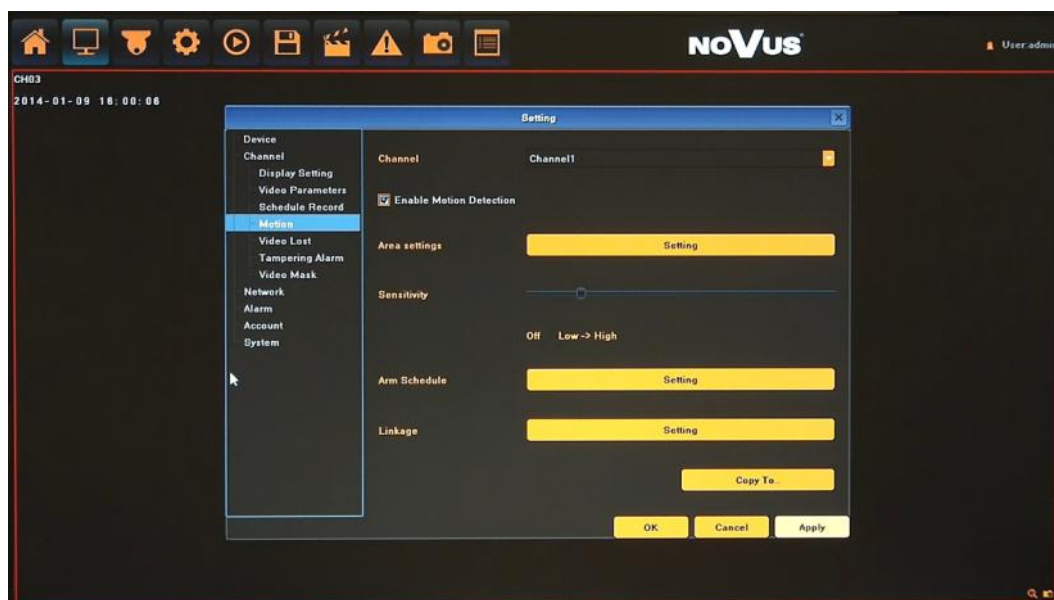 NOVUS
User:admin
CH03
2014-01-09 16:00:06
Setting
Device
Channel
Display Setting
Video Parameters
Schedule Record
Motion
Video Lost
Tampering Alarm
Video Mask
Network
Alarm
Account
System
Channel Channel1
Enable Motion Detection
Area settings Setting
Sensitivity
Off Low -> High
Arm Schedule Setting
Linkage Setting
Copy To..
OK Cancel Apply